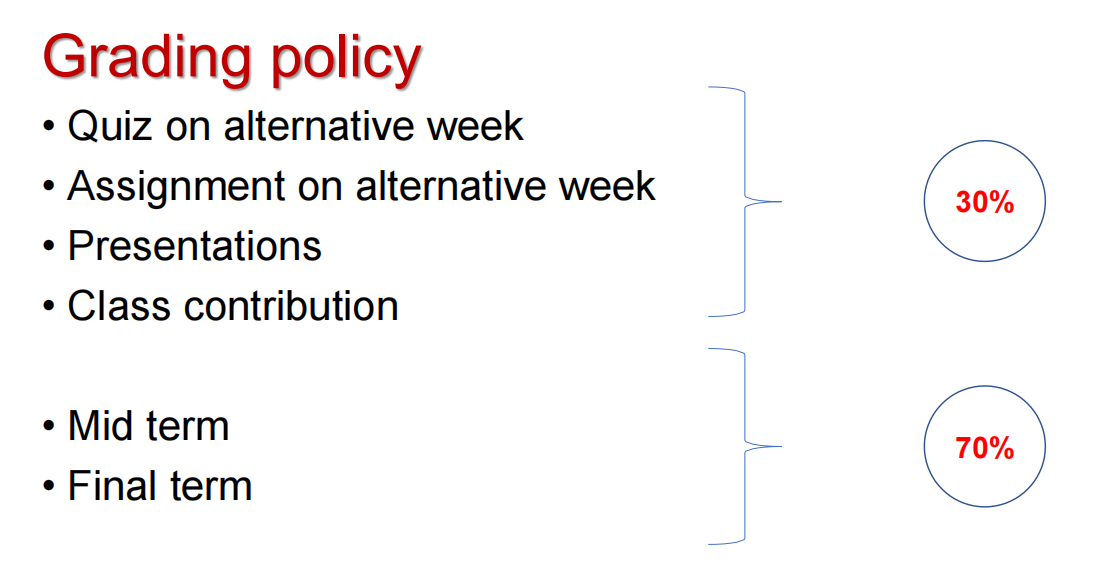 Grading policy
• Quiz on alternative week
• Assignment on alternative week
• Presentations
• Class contribution
30%
• Mid term
• Final term
70%